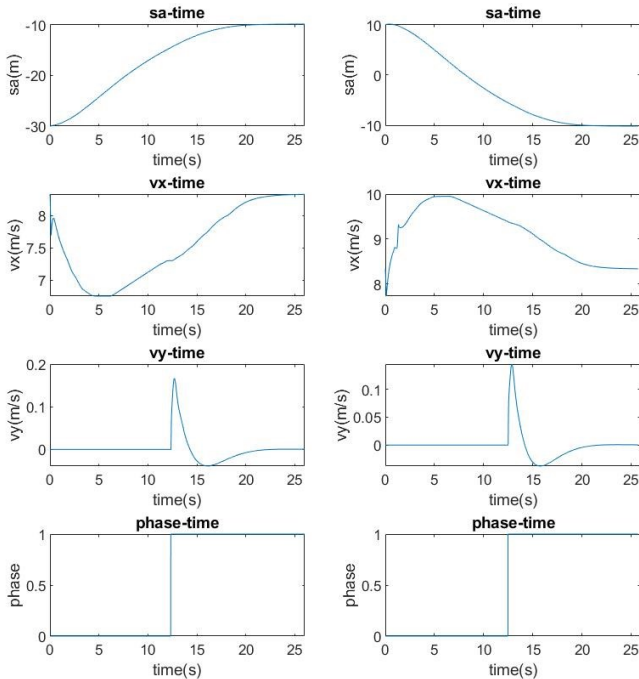 sa-time
sa-time
-10
-20
-30
sa(m)
0 5 10 15 20 25
time(s)
10
0
-10
sa(m)
0 5 10 15 20 25
time(s)
vx-time
vx-time
8
7.5
7
vx(m/s)
0 5 10 15 20 25
time(s)
10
9
8
vx(m/s)
0 5 10 15 20 25
time(s)
vy-time
vy-time
0.2
0.1
0
vy(m/s)
0 5 10 15 20 25
time(s)
0.1
0.05
0
vy(m/s)
0 5 10 15 20 25
time(s)
phase-time
phase-time
1
0.5
0
phase
0 5 10 15 20 25
time(s)
1
0.5
0
phase
0 5 10 15 20 25
time(s)